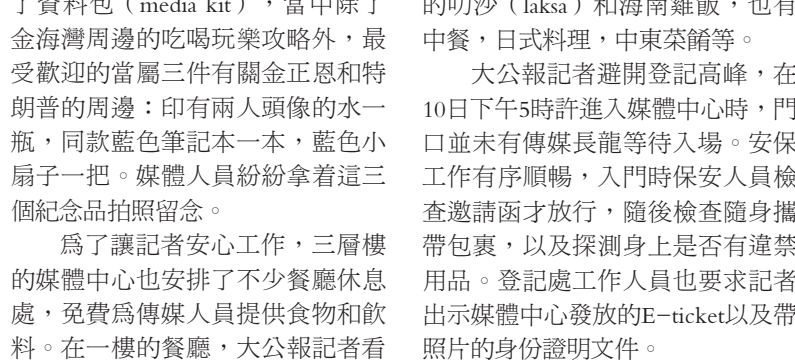 了資料包（media kit），當中除了
金海灣周邊的吃喝玩樂攻略外，最
受歡迎的當屬三件有關金正恩和特
朗普的周邊：印有兩人頭像的水一
瓶，同款藍色筆記本一本，藍色小
扇子一把。媒體人員紛紛拿着這三
個紀念品拍照留念。
爲了讓記者安心工作，三層樓
的媒體中心也安排了不少餐廳休息
處，免費爲傳媒人員提供食物和飲
料。在一樓的餐廳，大公報記者看
的叻沙（laksa）和海南雞飯，也有
中餐，日式料理，中東菜餚等。
大公報記者避開登記高峰，在
10日下午5時許進入媒體中心時，門
口並未有傳媒長龍等待入場。安保
工作有序順暢，入門時保安人員檢
查邀請函才放行，隨後檢查隨身攜
帶包裹，以及探測身上是否有違禁
用品。登記處工作人員也要求記者
出示媒體中心發放的E-ticket以及帶
照片的身份證明文件。